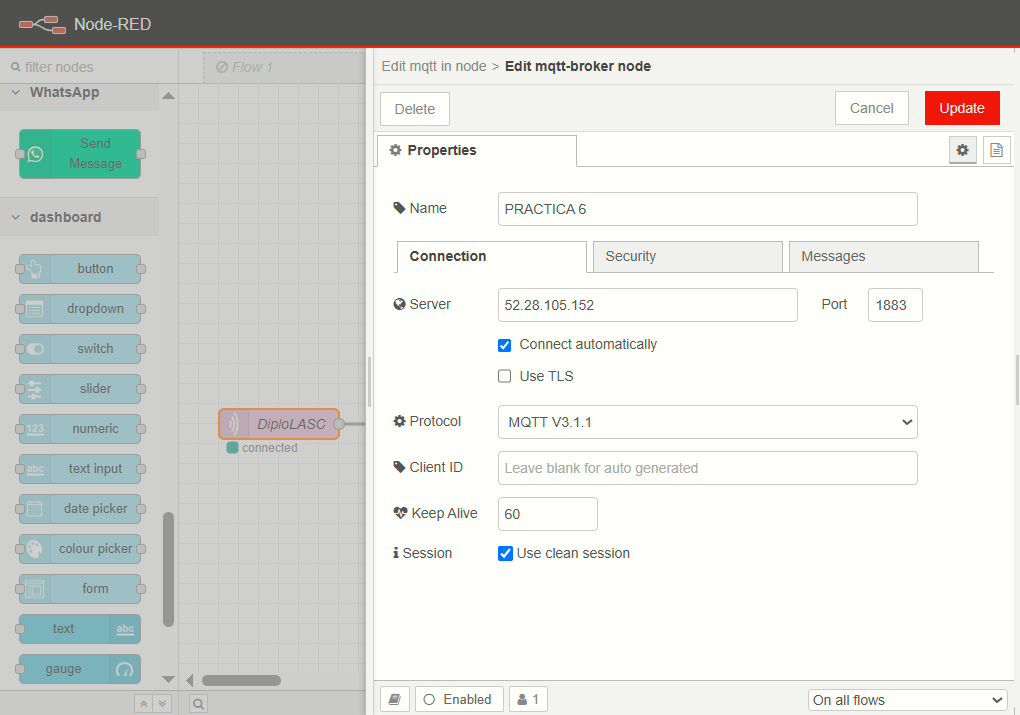 Node-RED
filter nodes
Flow 1
WhatsApp
Send
Message
dashboard
button
dropdown
switch
slider
123 numeric
abc text input
date picker
colour picker
form
text abc
gauge
DiploLASC
connected
Edit mqtt in node > Edit mqtt-broker node
Delete
Cancel
Update
Properties
Name
PRACTICA 6
Connection
Security
Messages
Server
52.28.105.152
Port
1883
Connect automatically
Use TLS
Protocol
MQTT V3.1.1
Client ID
Leave blank for auto generated
Keep Alive
60
Session
Use clean session
Enabled
1
On all flows